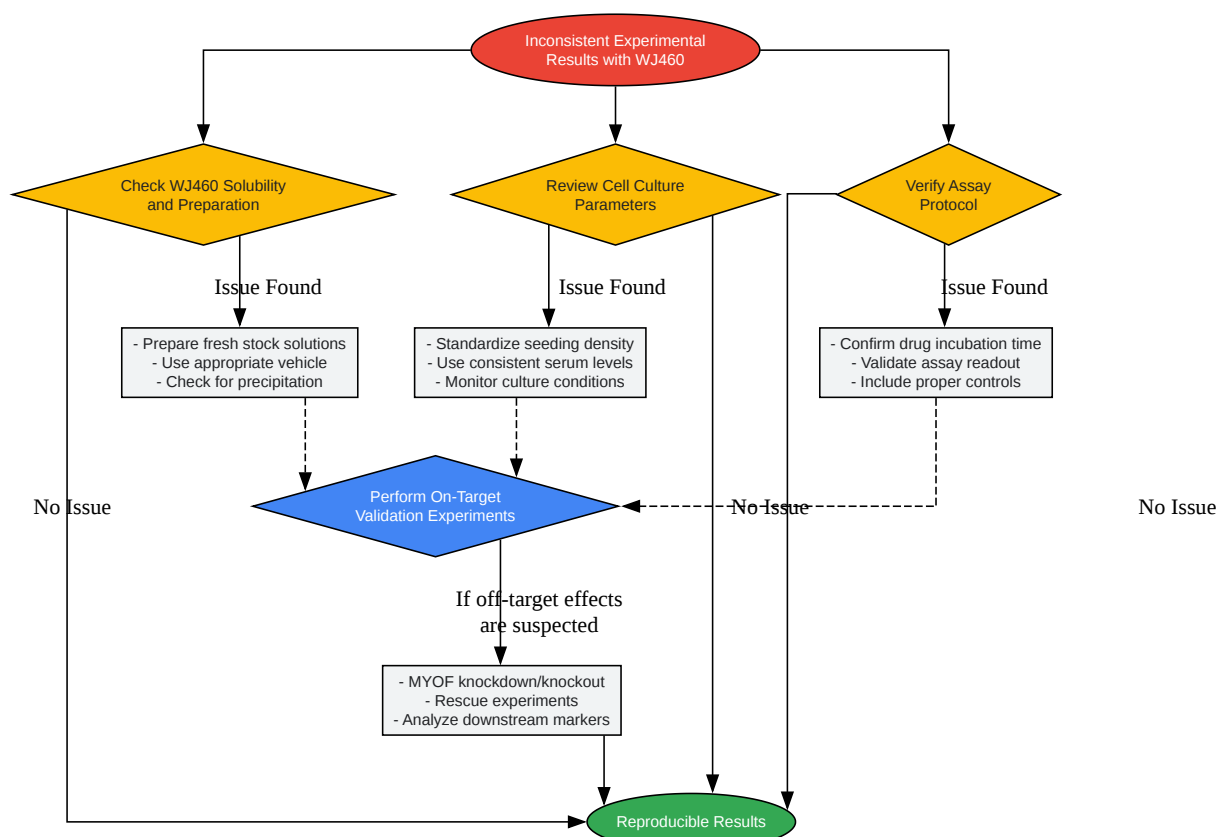 Inconsistent Experimental
Results with WJ460
Check WJ460 Solubility
and Preparation
Review Cell Culture
Parameters
Verify Assay
Protocol
Issue Found
Issue Found
Issue Found
- Prepare fresh stock solutions
- Use appropriate vehicle
- Check for precipitation
- Standardize seeding density
- Use consistent serum levels
- Monitor culture conditions
- Confirm drug incubation time
- Validate assay readout
- Include proper controls
No Issue
Perform On-Target
Validation Experiments
No Issue
No Issue
If off-target effects
are suspected
- MYOF knockdown/knockout
- Rescue experiments
- Analyze downstream markers
Reproducible Results